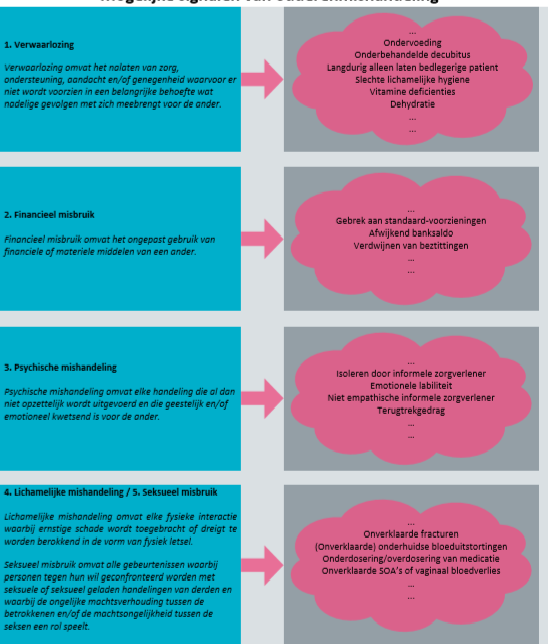 Mogelijke signalen van ouderenmishandeling
1. Verwaarlozing
Verwaarlozing omvat het nalaten van zorg,
ondersteuning, aandacht en/of genegenheid waarvoor er
niet wordt voorzien in een belangrijke behoefte wat
nadelige gevolgen met zich meebrengt voor de ander.
...
Ondervoeding
Onderbehandelde decubitus
Langdurig alleen laten bedlegerige patient
Slechte lichamelijke hygiene
Vitamine deficienties
Dehydratie
...
...
2. Financieel misbruik
Financieel misbruik omvat het ongepast gebruik van
financiele of materiele middelen van een ander.
...
Gebrek aan standaard-voorzieningen
Afwijkend banksaldo
Verdwijnen van beztittingen
...
...
3. Psychische mishandeling
Psychische mishandeling omvat elke handeling die al dan
niet opzettelijk wordt uitgevoerd en die geestelijk en/of
emotioneel kwetsend is voor de ander.
...
Isoleren door informele zorgverlener
Emotionele labiliteit
Niet empathische informele zorgverlener
Terugtrekgedrag
...
...
4. Lichamelijke mishandeling / 5. Seksueel misbruik
Lichamelijke mishandeling omvat elke fysieke interactie
waarbij ernstige schade wordt toegebracht of dreigt te
worden berokkend in de vorm van fysiek letsel.
Seksueel misbruik omvat alle gebeurtenissen waarbij
personen tegen hun wil geconfronteerd worden met
seksuele of seksueel geladen handelingen van derden en
waarbij de ongelijke machtsverhouding tussen de
betrokkenen en/of de machtsongelijkheid tussen de
seksen een rol speelt.
...
Onverklaarde fracturen
(Onverklaarde) onderhuidse bloeduitstortingen
Onderdosering/overdosering van medicatie
Onverklaarde SOA's of vaginaal bloedverlies
...
...